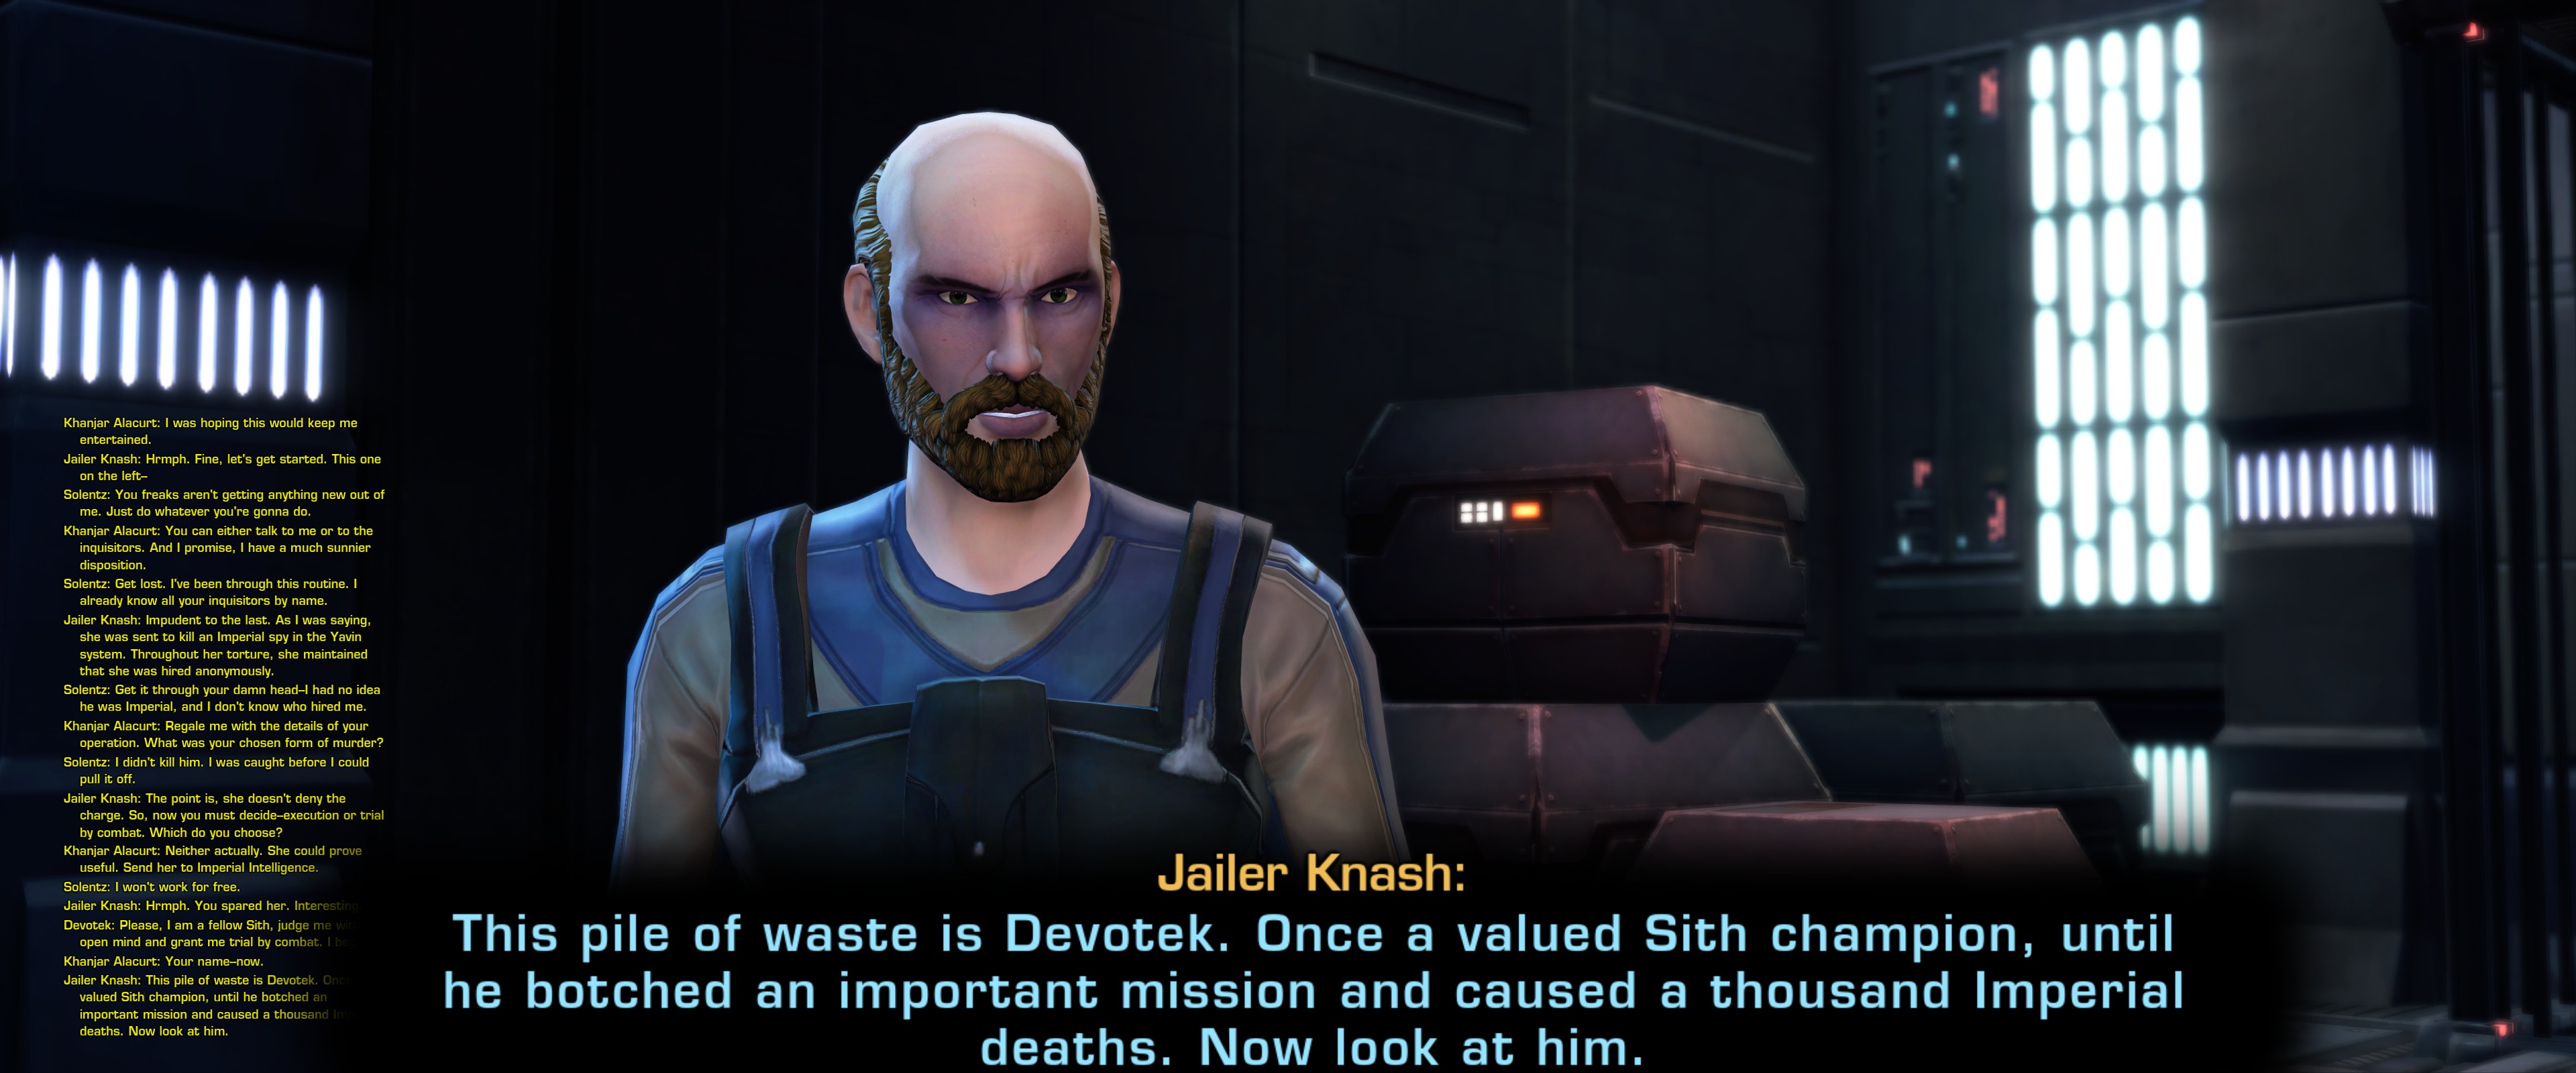 Khanjar Alacurt: I was hoping this would keep me
entertained.
Jailer Knash: Hrmph. Fine, let's get started. This one
on the left–
Solentz: You freaks aren't getting anything new out of
me. Just do whatever you're gonna do.
Khanjar Alacurt: You can either talk to me or to the
inquisitors. And I promise, I have a much sunnier
disposition.
Solentz: Get lost. I've been through this routine. I
already know all your inquisitors by name.
Jailer Knash: Impudent to the last. As I was saying,
she was sent to kill an Imperial spy in the Yavin
system. Throughout her torture, she maintained
that she was hired anonymously.
Solentz: Get it through your damn head–I had no idea
he was Imperial, and I don't know who hired me.
Khanjar Alacurt: Regale me with the details of your
operation. What was your chosen form of murder?
Solentz: I didn't kill him. I was caught before I could
pull it off.
Jailer Knash: The point is, she doesn't deny the
charge. So, now you must decide–execution or trial
by combat. Which do you choose?
Khanjar Alacurt: Neither actually. She could prove
useful. Send her to Imperial Intelligence.
Solentz: I won't work for free.
Jailer Knash: Hrmph. You spared her. Interesting
Devotek: Please, I am a fellow Sith, judge me
open mind and grant me trial by combat. I
Khanjar Alacurt: Your name–now.
Jailer Knash: This pile of waste is Devotek.
valued Sith champion, until he botched an
important mission and caused a thousand
deaths. Now look at him.
Jailer Knash:
This pile of waste is Devotek. Once a valued Sith champion, until
he botched an important mission and caused a thousand Imperial
deaths. Now look at him.